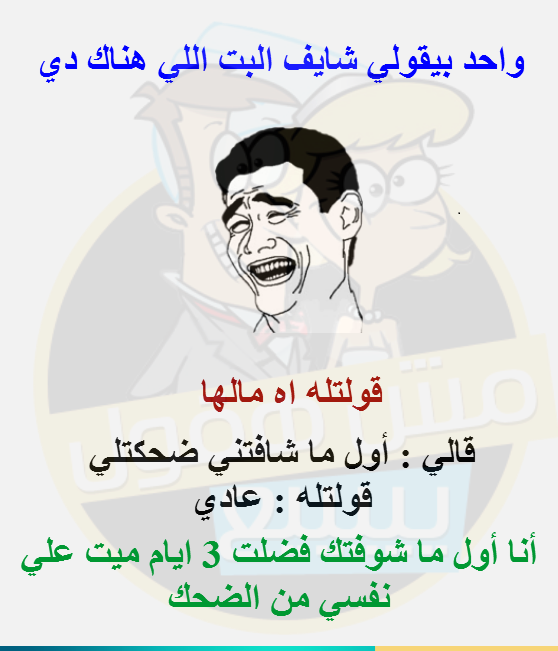 واحد بيقولي شايف البت اللي هناك دي
قولتله اه مالها
قالي : أول ما شافتني ضحكتلي
قولتله : عادي
أنا أول ما شوفتك فضلت 3 ايام ميت علي
نفسي من الضحك